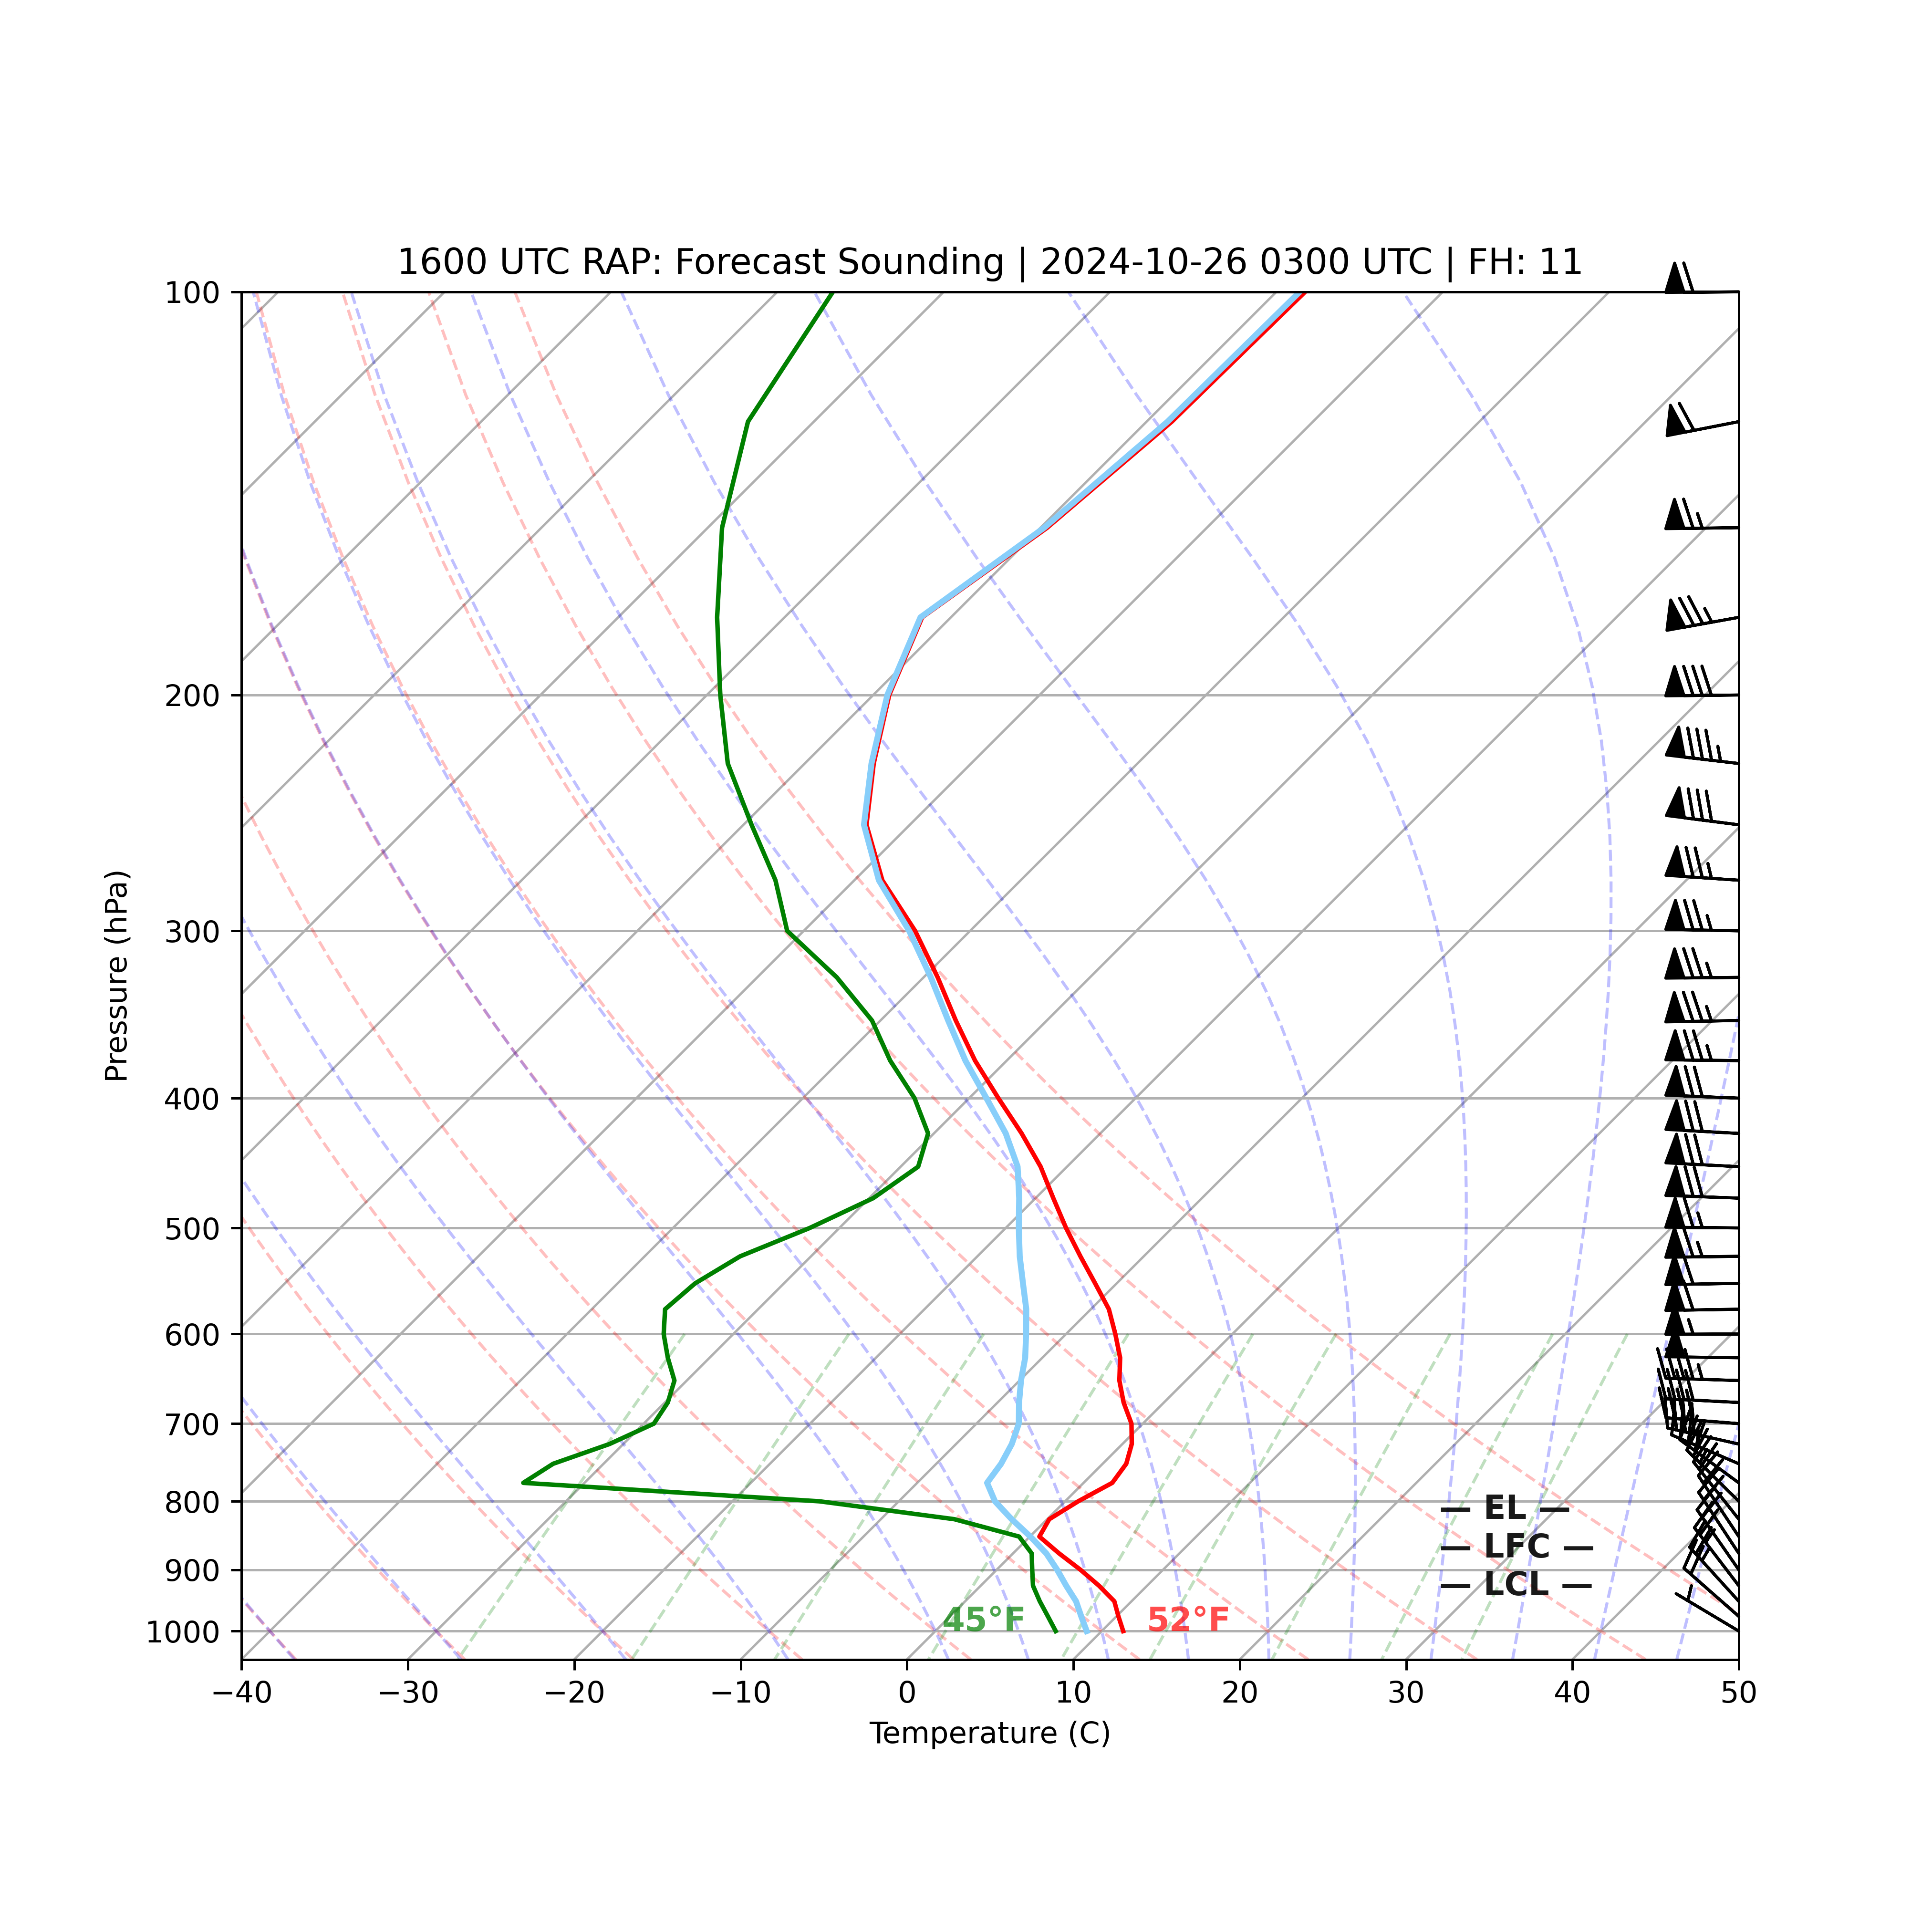 1600 UTC RAP: Forecast Sounding | 2024-10-26 0300 UTC | FH: 11
100
200
300
400
500
600
700
800
900
1000
Pressure (hPa)
— EL —
— LFC —
— LCL —
45°F 52°F
−40 −30 −20 −10 0 10 20 30 40 50
Temperature (C)